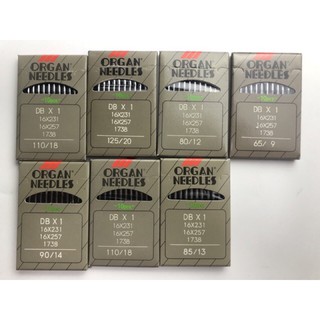 ORGAN®
NEEDLES
DB X 1
16X231
16X257
1738
110/18
ORGAN®
NEEDLES
DB X 1
16X231
16X257
1738
125/20
ORGAN®
NEEDLES
DB X 1
16X231
16X257
1738
80/12
ORGAN®
NEEDLES
DB X 1
16X231
16X257
1738
65/ 9
ORGAN®
NEEDLES
DB X 1
16X231
16X257
1738
90/14
ORGAN®
NEEDLES
DB X 1
16X231
16X257
1738
110/18
ORGAN®
NEEDLES
DB X 1
16X231
16X257
1738
85/13